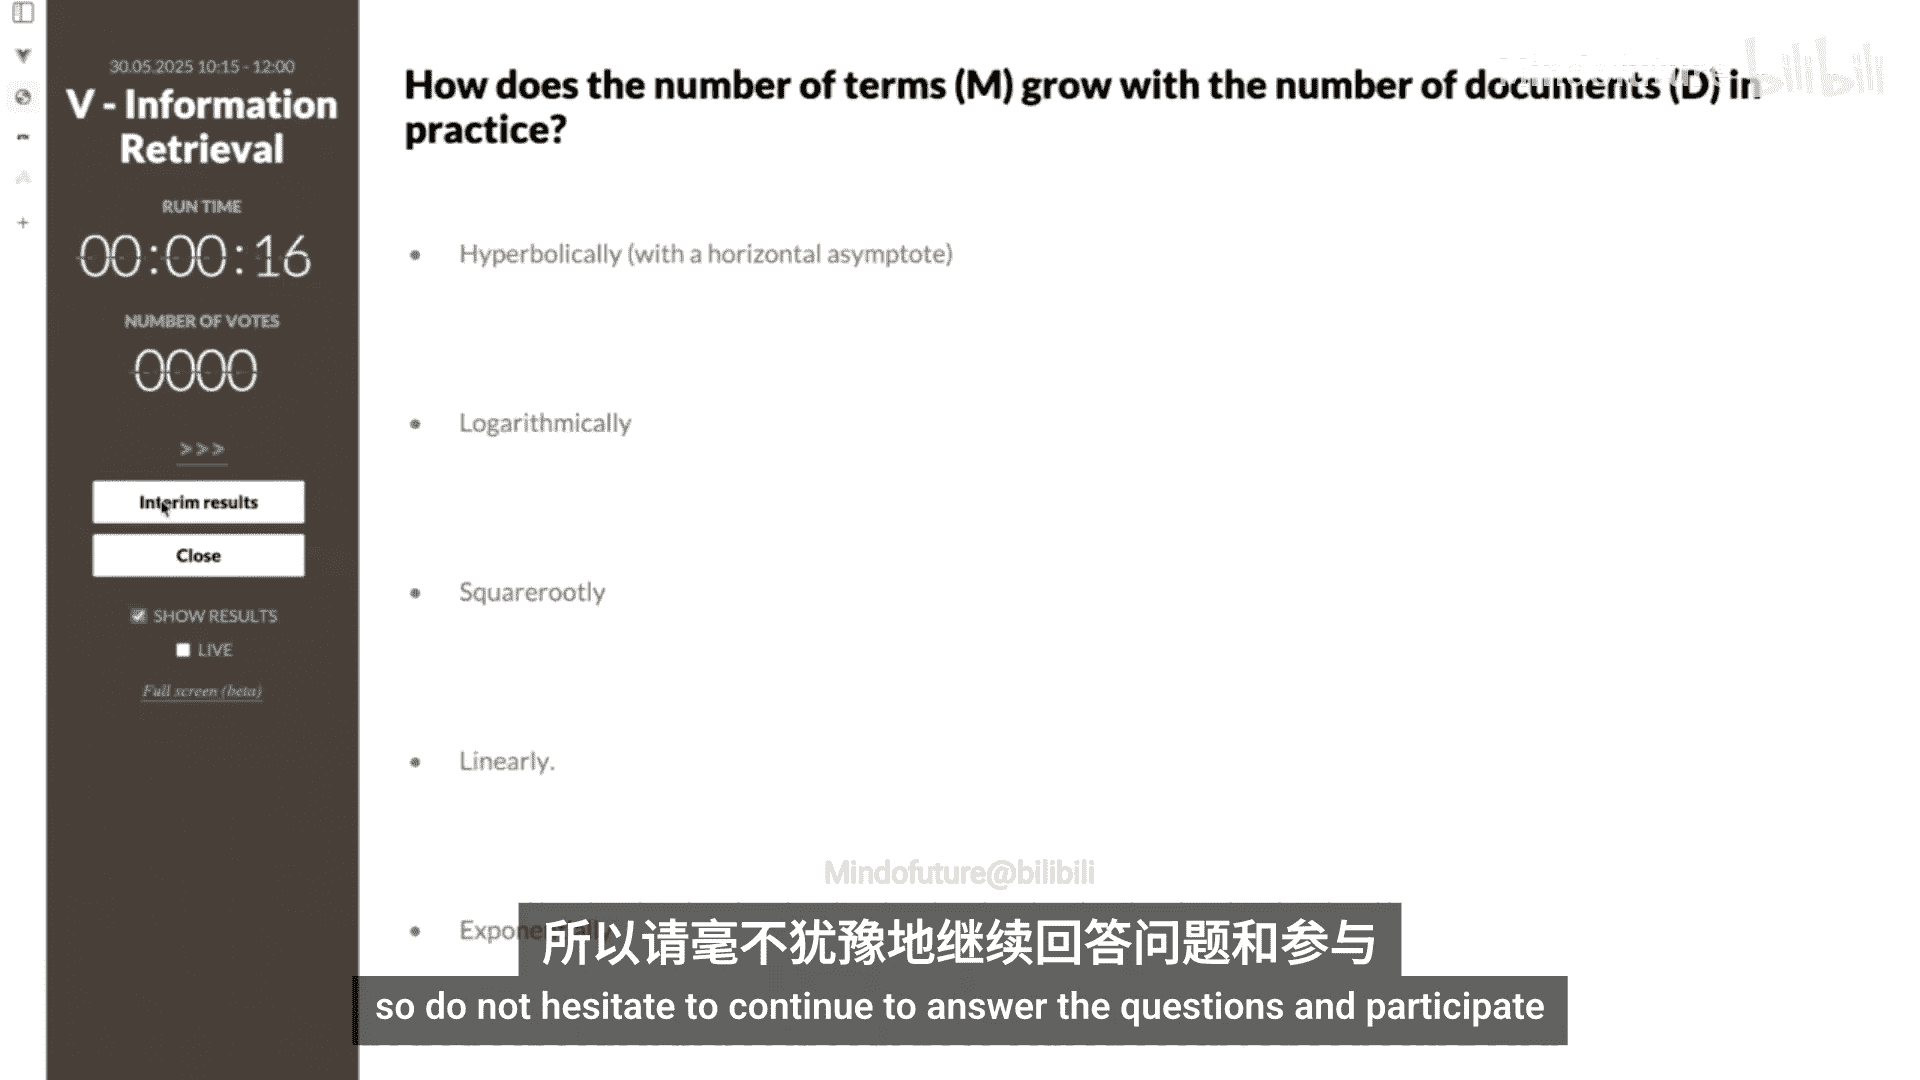 30.05.2025 10:15 - 12:00
V - Information
Retrieval
RUN TIME
00:00:16
NUMBER OF VOTES
0000
>>>
Interim results
Close
SHOW RESULTS
LIVE
Full screen (beta)
How does the number of terms (M) grow with the number of documents (D) in
practice?
bilibili
• Hyperbolically (with a horizontal asymptote)
• Logarithmically
• Squarerootly
• Linearly.
Mindofuture@bilibili
• Exponentially
所以请毫不犹豫地继续回答问题和参与
so do not hesitate to continue to answer the questions and participate